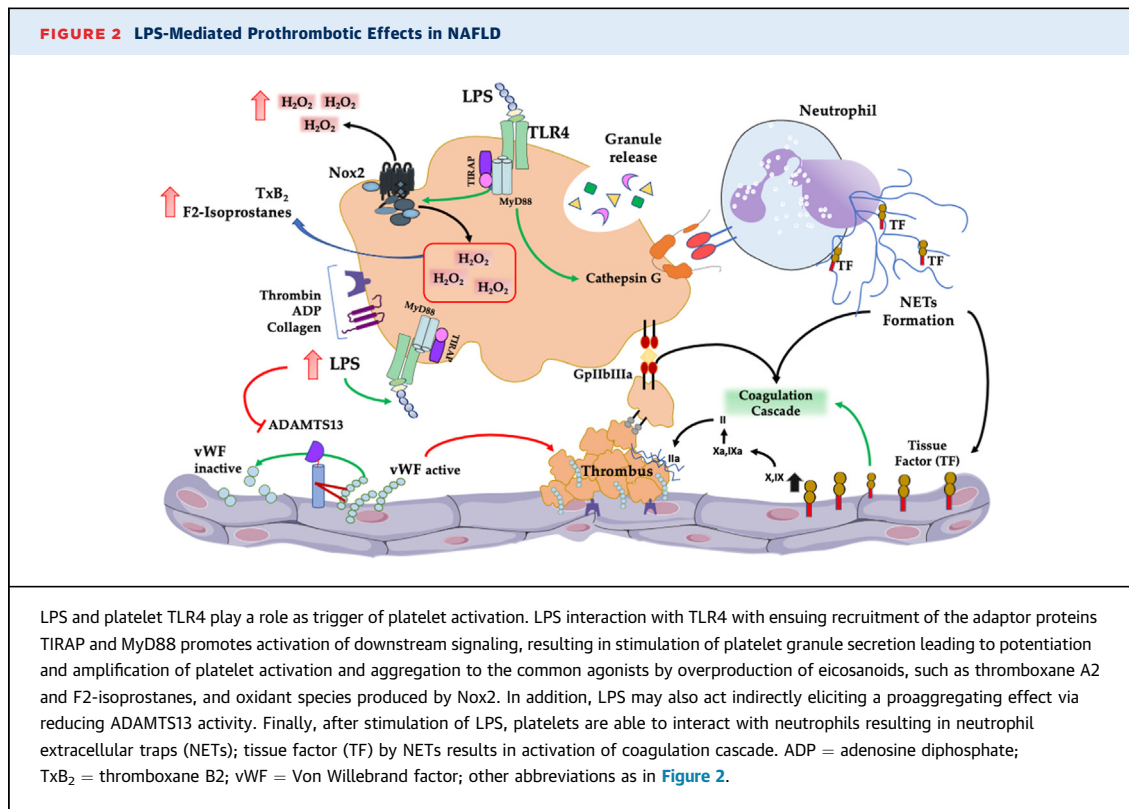 FIGURE 2 LPS-Mediated Prothrombotic Effects in NAFLD
H₂O₂ H₂O₂
H₂O₂
LPS
TLR4
TIRAP
MyD88
Nox2
Granule
release
Neutrophil
TxB₂
F2-Isoprostanes
H₂O₂
H₂O₂
H₂O₂
Cathepsin G
TF
TF
TF
NETs
Formation
Thrombin
ADP
Collagen
MyD88
TIRAP
LPS
GpIIbIIIa
Coagulation
Cascade
ADAMTS13
vWF
inactive
vWF active
Thrombus
IIa
II
Xa,IXa
X,IX
Tissue
Factor (TF)
LPS and platelet TLR4 play a role as trigger of platelet activation. LPS interaction with TLR4 with ensuing recruitment of the adaptor proteins
TIRAP and MyD88 promotes activation of downstream signaling, resulting in stimulation of platelet granule secretion leading to potentiation
and amplification of platelet activation and aggregation to the common agonists by overproduction of eicosanoids, such as thromboxane A2
and F2-isoprostanes, and oxidant species produced by Nox2. In addition, LPS may also act indirectly eliciting a proaggregating effect via
reducing ADAMTS13 activity. Finally, after stimulation of LPS, platelets are able to interact with neutrophils resulting in neutrophil
extracellular traps (NETs); tissue factor (TF) by NETs results in activation of coagulation cascade. ADP = adenosine diphosphate;
TxB₂ = thromboxane B2; vWF = Von Willebrand factor; other abbreviations as in Figure 2.